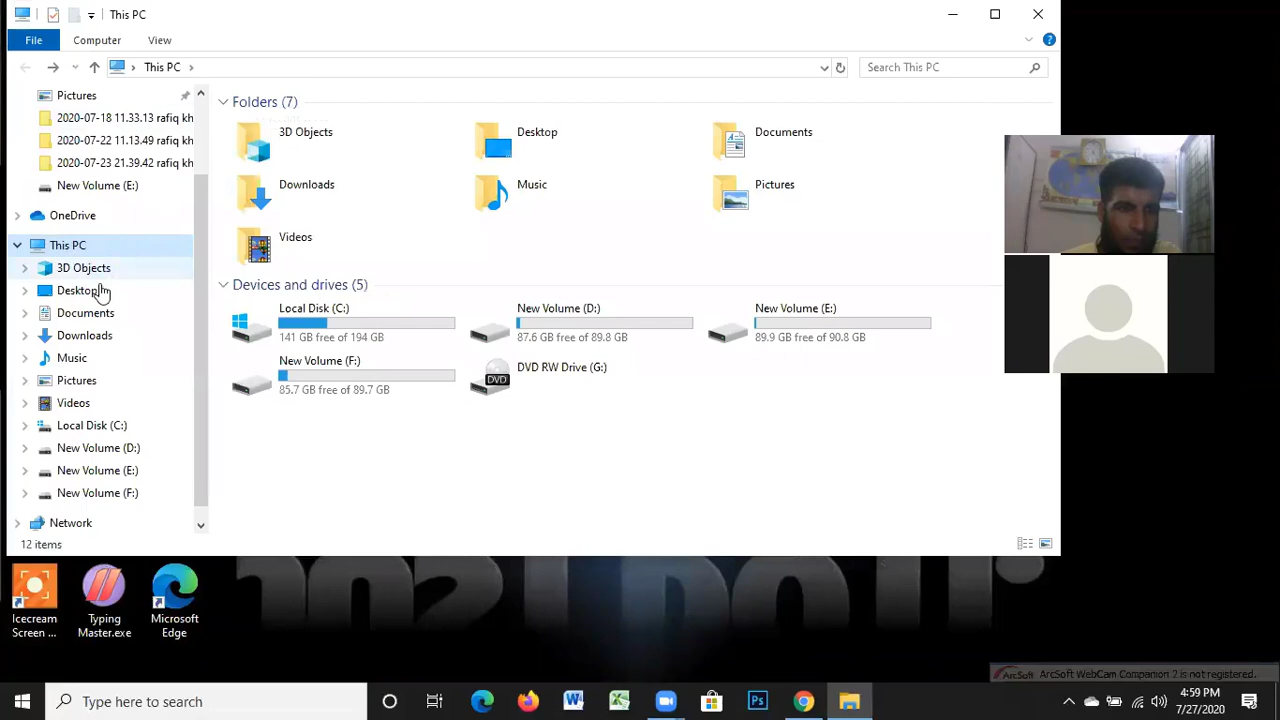 This PC
File
Computer
View
This PC
Search This PC
Pictures
2020-07-18 11.33.13 rafiq kh
2020-07-22 11.13.49 rafiq kh
2020-07-23 21.39.42 rafiq kh
New Volume (E:)
OneDrive
This PC
3D Objects
Desktop
Documents
Downloads
Music
Pictures
Videos
Local Disk (C:)
New Volume (D:)
New Volume (E:)
New Volume (F:)
Network
12 items
Folders (7)
3D Objects
Desktop
Documents
Downloads
Music
Pictures
Videos
Devices and drives (5)
Local Disk (C:)
141 GB free of 194 GB
New Volume (D:)
87.6 GB free of 89.8 GB
New Volume (E:)
89.9 GB free of 90.8 GB
New Volume (F:)
85.7 GB free of 89.7 GB
DVD
DVD RW Drive (G:)
Icecream
Screen ...
Typing
Master.exe
Microsoft
Edge
ArcSoft ArcSoft WebCam Companion 2 is not registered.
Type here to search
Ps
4:59 PM
7/27/2020